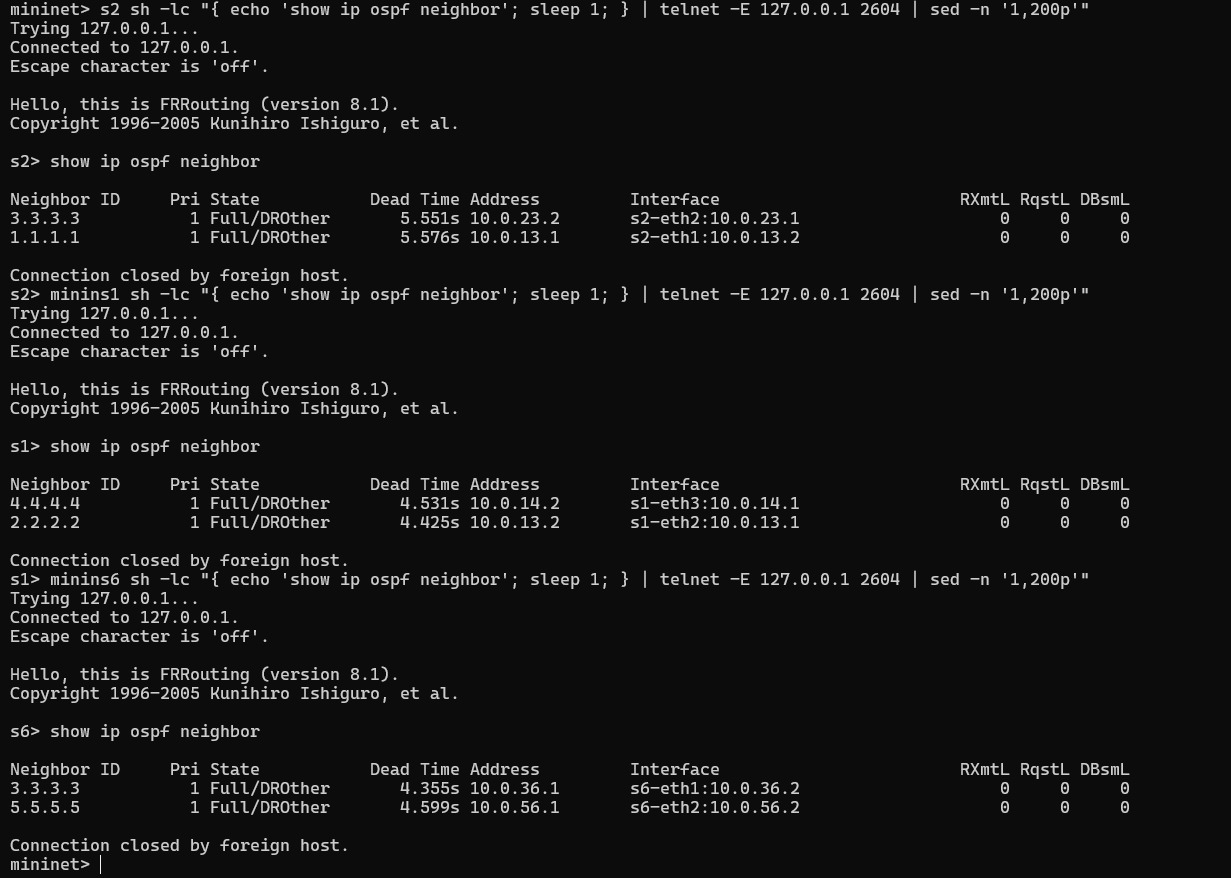 mininet> s2 sh -lc "{ echo 'show ip ospf neighbor'; sleep 1; } | telnet -E 127.0.0.1 2604 | sed -n '1,200p'"
Trying 127.0.0.1...
Connected to 127.0.0.1.
Escape character is 'off'.

Hello, this is FRRouting (version 8.1).
Copyright 1996-2005 Kunihiro Ishiguro, et al.

s2> show ip ospf neighbor

Neighbor ID     Pri State           Dead Time Address         Interface                        RXmtL RqstL DBsmL
3.3.3.3           1 Full/DROther       5.551s 10.0.23.2       s2-eth2:10.0.23.1                    0     0     0
1.1.1.1           1 Full/DROther       5.576s 10.0.13.1       s2-eth1:10.0.13.2                    0     0     0

Connection closed by foreign host.
s2> minins1 sh -lc "{ echo 'show ip ospf neighbor'; sleep 1; } | telnet -E 127.0.0.1 2604 | sed -n '1,200p'"
Trying 127.0.0.1...
Connected to 127.0.0.1.
Escape character is 'off'.

Hello, this is FRRouting (version 8.1).
Copyright 1996-2005 Kunihiro Ishiguro, et al.

s1> show ip ospf neighbor

Neighbor ID     Pri State           Dead Time Address         Interface                        RXmtL RqstL DBsmL
4.4.4.4           1 Full/DROther       4.531s 10.0.14.2       s1-eth3:10.0.14.1                    0     0     0
2.2.2.2           1 Full/DROther       4.425s 10.0.13.2       s1-eth2:10.0.13.1                    0     0     0

Connection closed by foreign host.
s1> minins6 sh -lc "{ echo 'show ip ospf neighbor'; sleep 1; } | telnet -E 127.0.0.1 2604 | sed -n '1,200p'"
Trying 127.0.0.1...
Connected to 127.0.0.1.
Escape character is 'off'.

Hello, this is FRRouting (version 8.1).
Copyright 1996-2005 Kunihiro Ishiguro, et al.

s6> show ip ospf neighbor

Neighbor ID     Pri State           Dead Time Address         Interface                        RXmtL RqstL DBsmL
3.3.3.3           1 Full/DROther       4.355s 10.0.36.1       s6-eth1:10.0.36.2                    0     0     0
5.5.5.5           1 Full/DROther       4.599s 10.0.56.1       s6-eth2:10.0.56.2                    0     0     0

Connection closed by foreign host.
mininet>